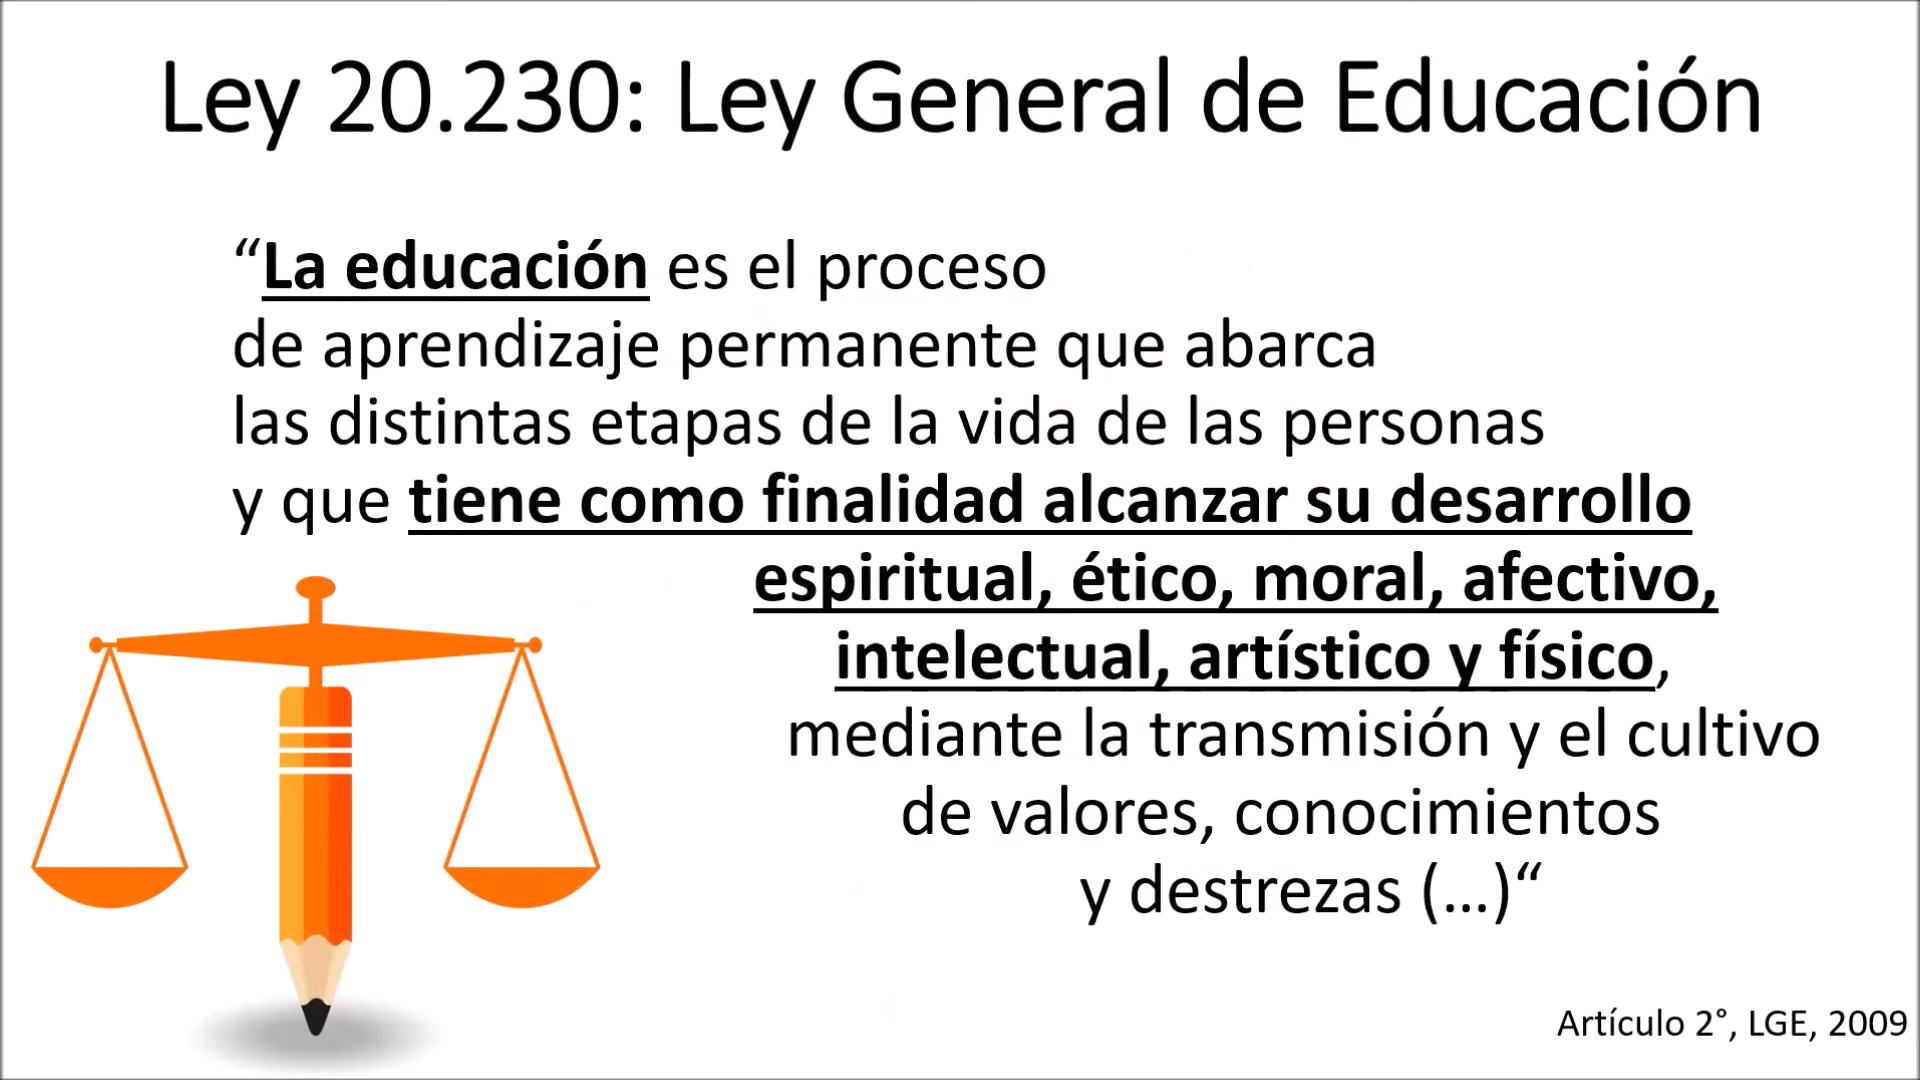 Ley 20.230: Ley General de Educación
“La educación es el proceso
de aprendizaje permanente que abarca
las distintas etapas de la vida de las personas
y que tiene como finalidad alcanzar su desarrollo
espiritual, ético, moral, afectivo,
intelectual, artístico y físico,
mediante la transmisión y el cultivo
de valores, conocimientos
y destrezas (...)“
Artículo 2°, LGE, 2009